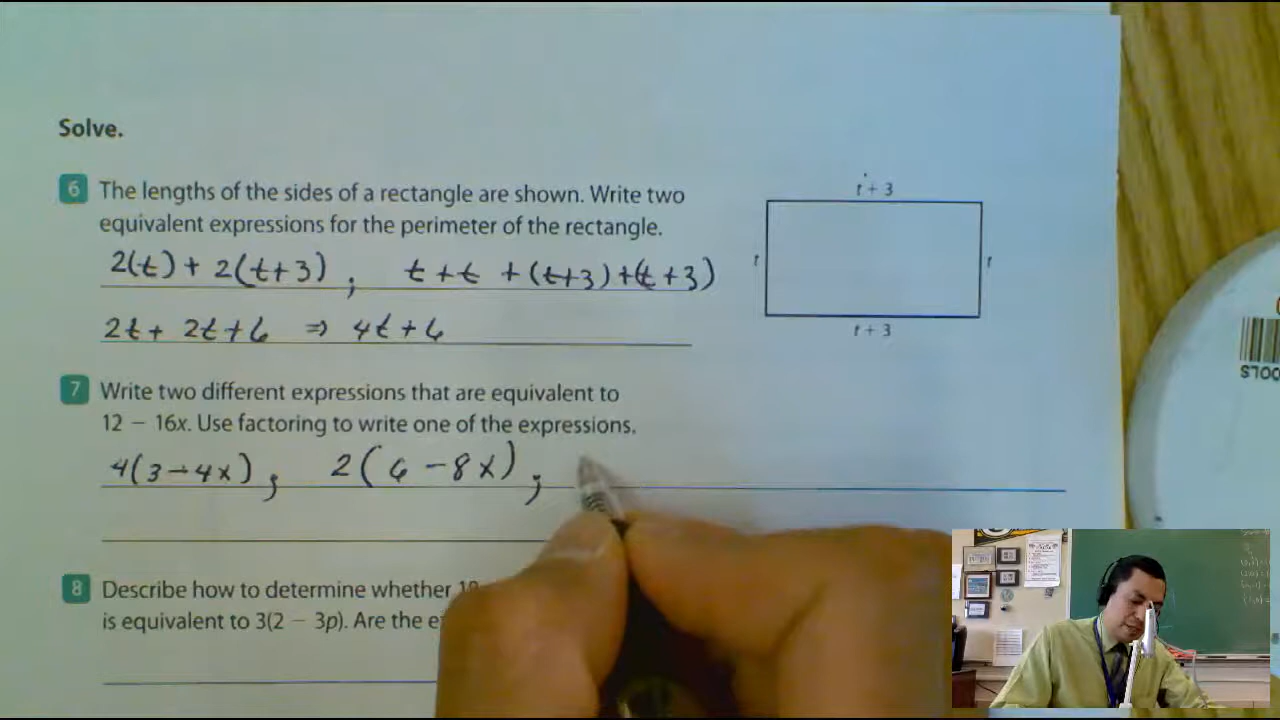 Solve.
6 The lengths of the sides of a rectangle are shown. Write two
equivalent expressions for the perimeter of the rectangle.
2(t) + 2(t+3) ; t + t + (t+3) + (t+3)
2t + 2t + 6 ⇒ 4t + 6
t + 3
t
t
t + 3
7 Write two different expressions that are equivalent to
12 − 16x. Use factoring to write one of the expressions.
4(3 − 4x) ; 2(6 − 8x) ;
8 Describe how to determine whether
is equivalent to 3(2 − 3p). Are the